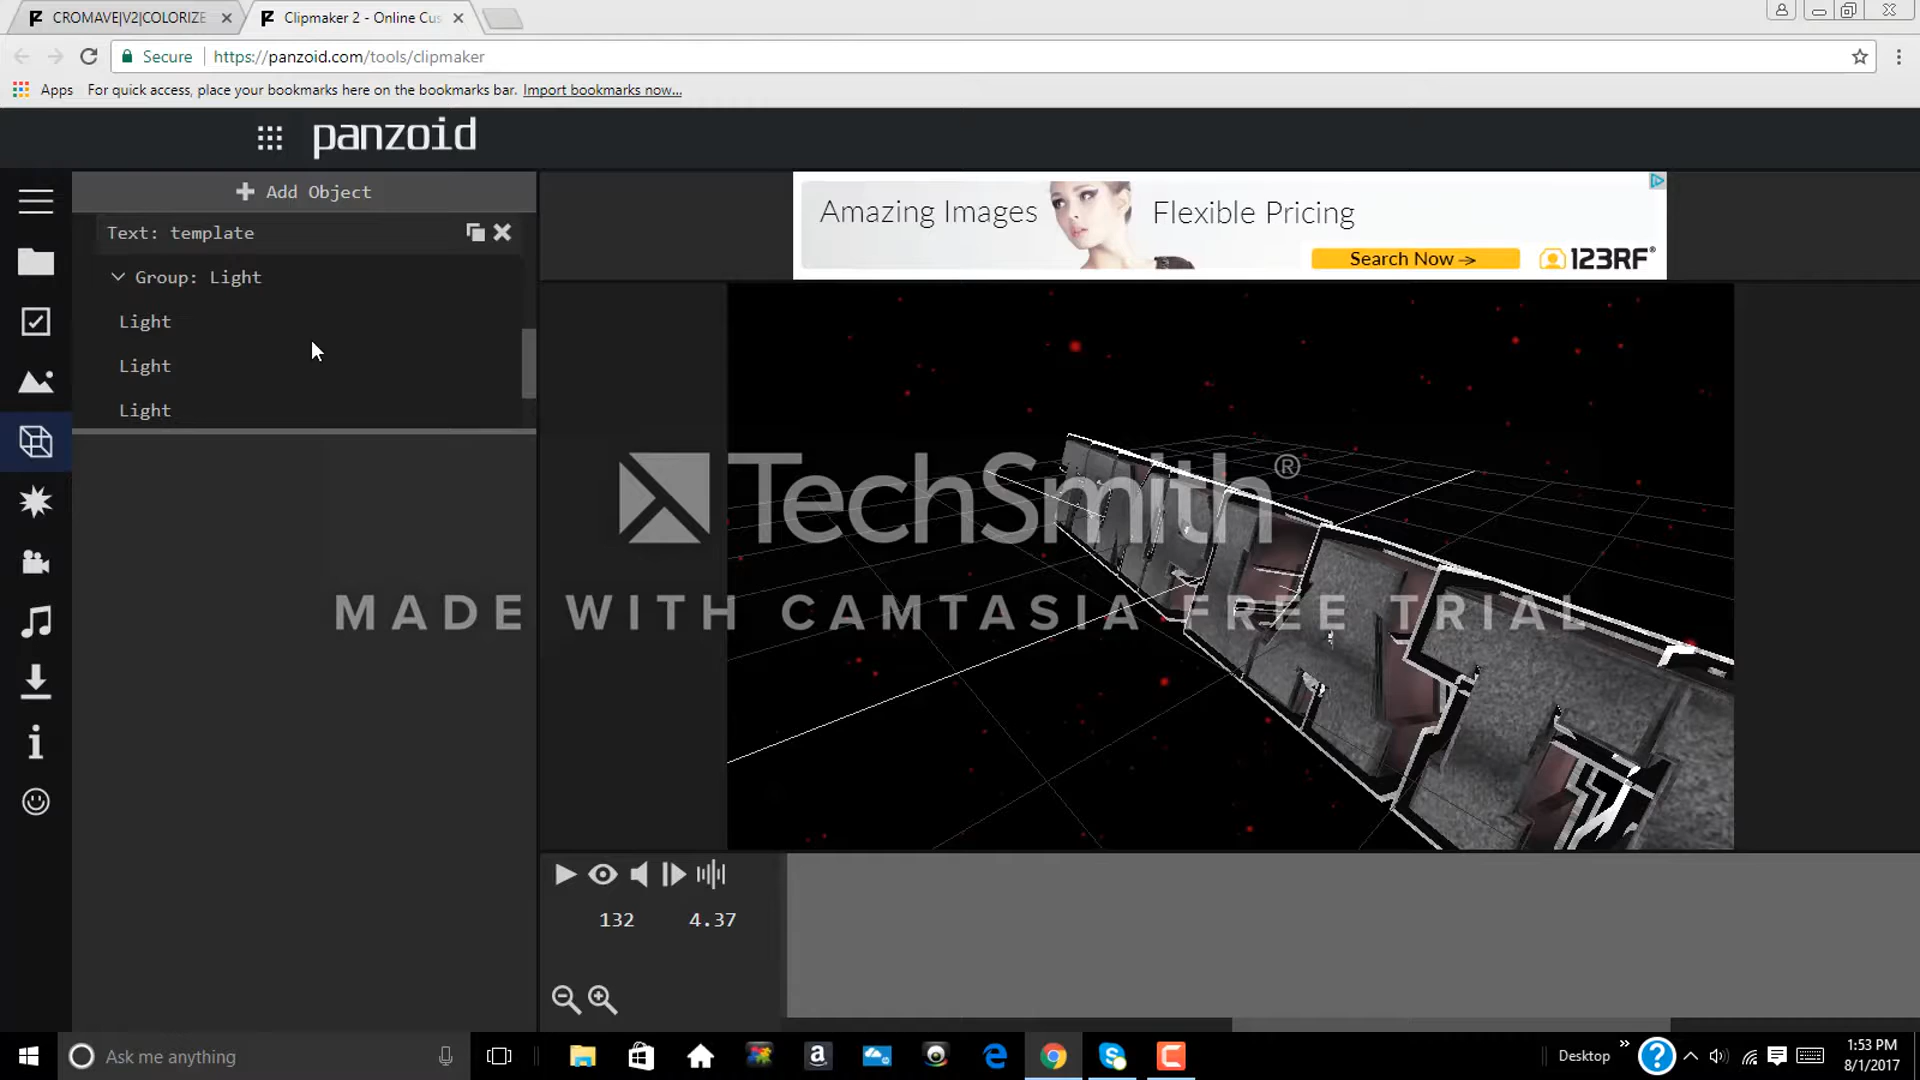 CROMAVE|V2|COLORIZE
Clipmaker 2 - Online Cus
Secure
https://panzoid.com/tools/clipmaker
Apps
For quick access, place your bookmarks here on the bookmarks bar.
Import bookmarks now...
panzoid
Add Object
Text: template
Group: Light
Light
Light
Light
Amazing Images
Flexible Pricing
Search Now →
123RF®
TechSmith®
MADE WITH CAMTASIA FREE TRIAL
132
4.37
Ask me anything
Desktop
1:53 PM
8/1/2017